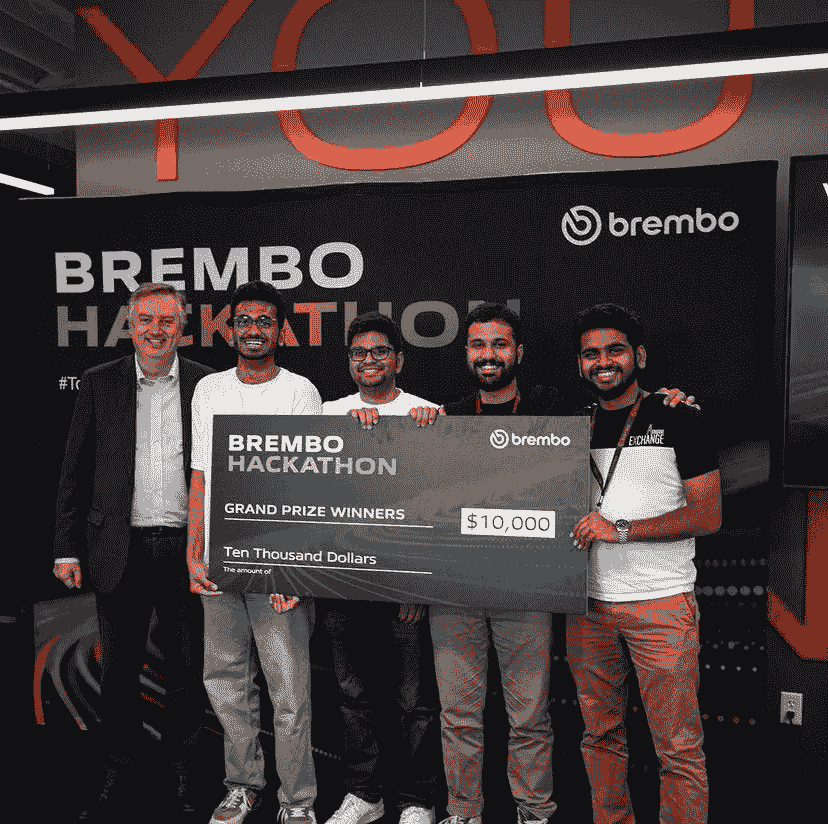 YOU
brembo
BREMBO
HACKATHON
BREMBO
HACKATHON
brembo
GRAND PRIZE WINNERS
$10,000
Ten Thousand Dollars
The amount of
EXCHANGE